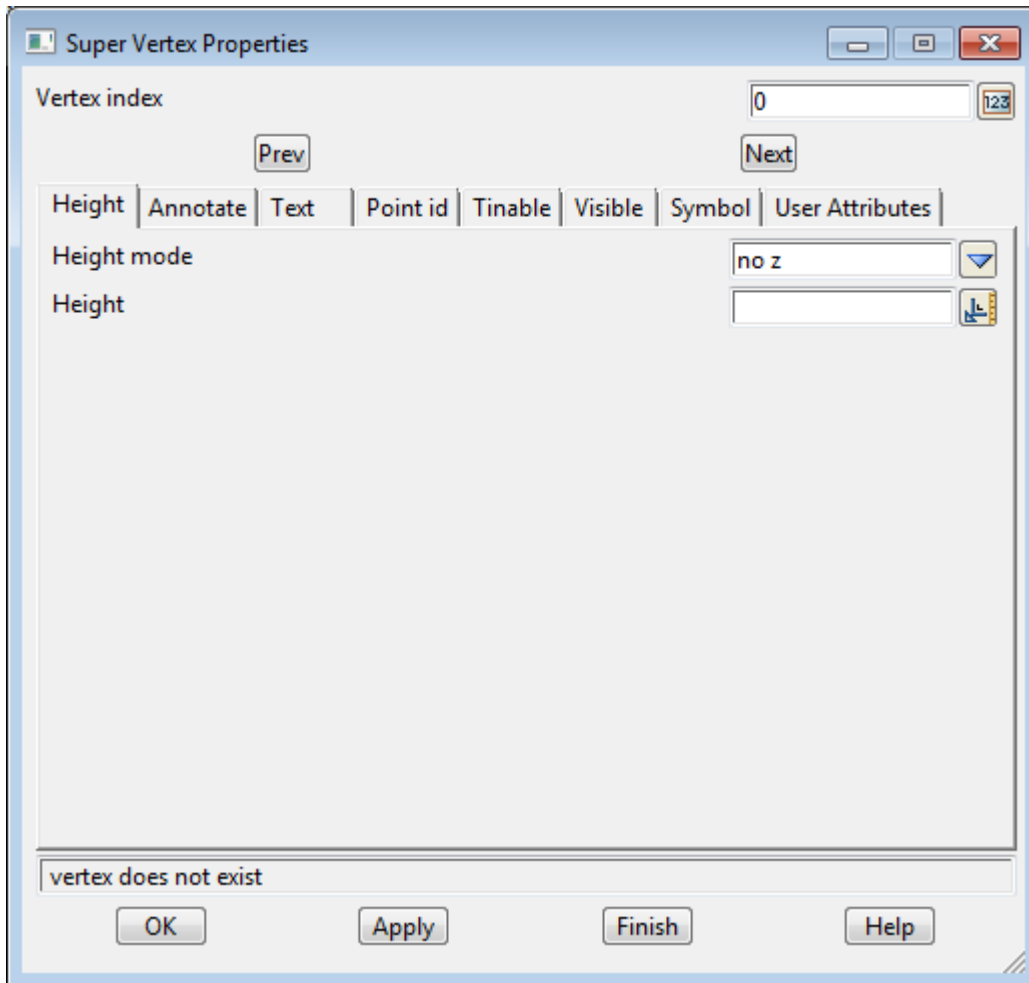 Super Vertex Properties
Vertex index 0 123
Prev Next
Height Annotate Text Point id Tinable Visible Symbol User Attributes
Height mode no z
Height
vertex does not exist
OK Apply Finish Help